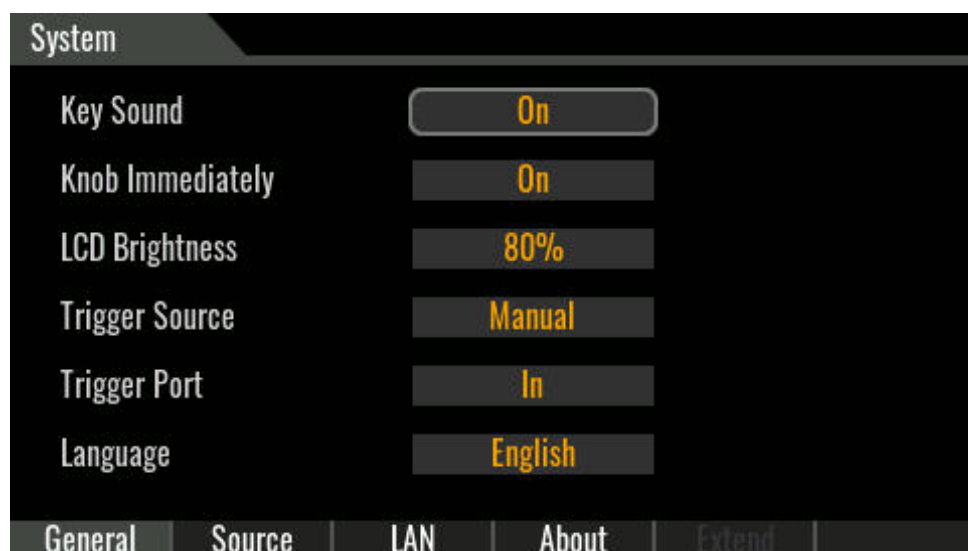 System
Key Sound On
Knob Immediately On
LCD Brightness 80%
Trigger Source Manual
Trigger Port In
Language English
General Source LAN About Extend